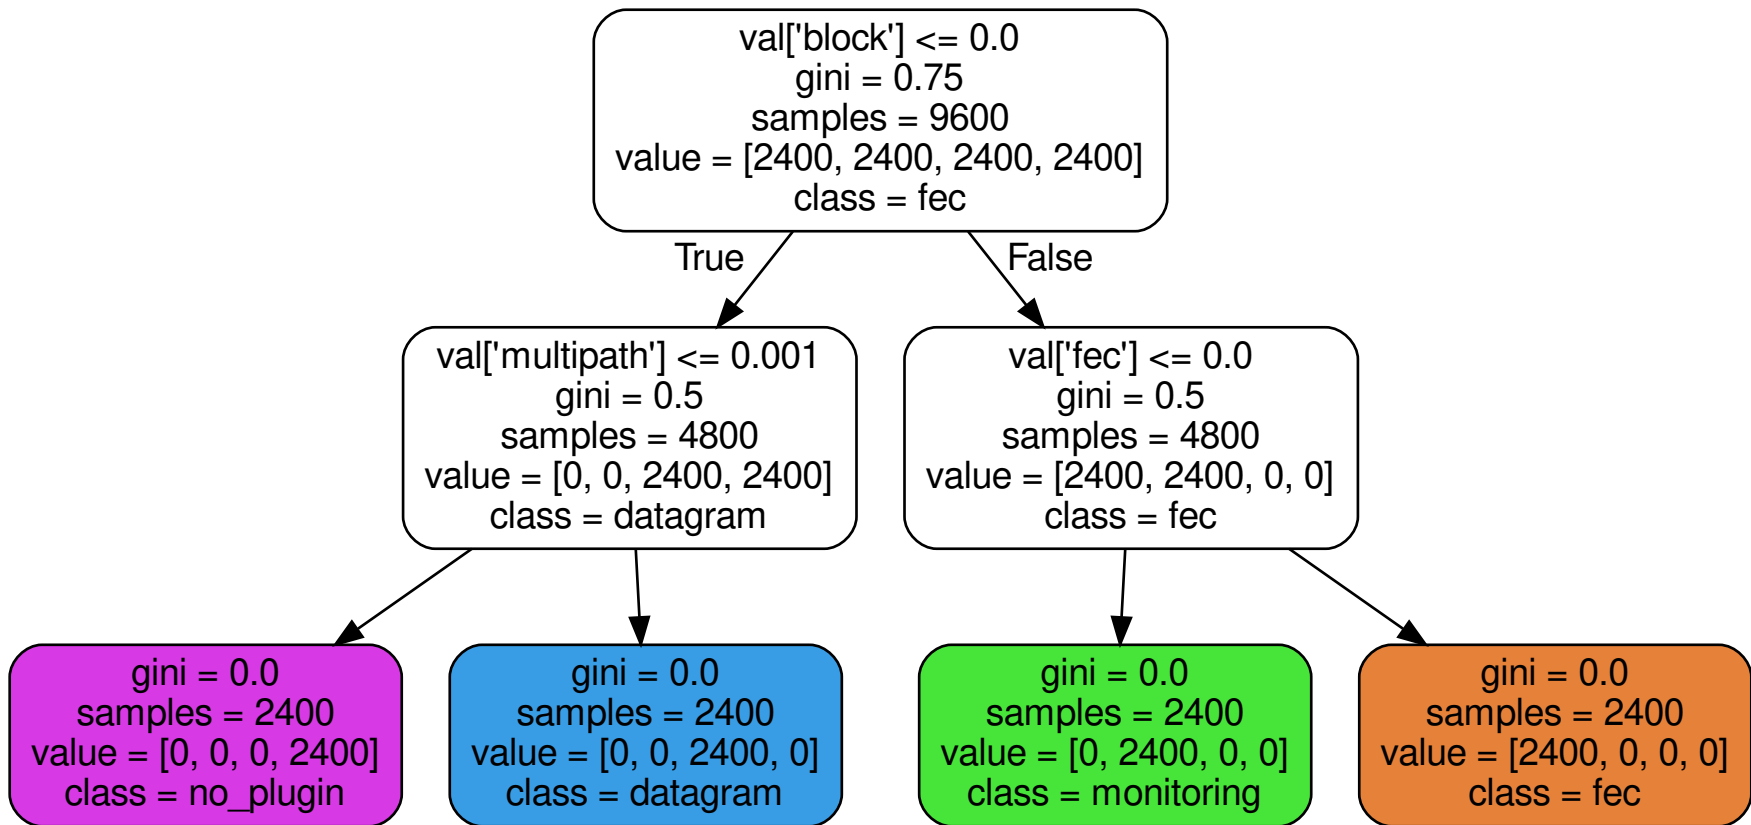 val['block'] <= 0.0
gini = 0.75
samples = 9600
value = [2400, 2400, 2400, 2400]
class = fec
True
False
val['multipath'] <= 0.001
gini = 0.5
samples = 4800
value = [0, 0, 2400, 2400]
class = datagram
val['fec'] <= 0.0
gini = 0.5
samples = 4800
value = [2400, 2400, 0, 0]
class = fec
gini = 0.0
samples = 2400
value = [0, 0, 0, 2400]
class = no_plugin
gini = 0.0
samples = 2400
value = [0, 0, 2400, 0]
class = datagram
gini = 0.0
samples = 2400
value = [0, 2400, 0, 0]
class = monitoring
gini = 0.0
samples = 2400
value = [2400, 0, 0, 0]
class = fec